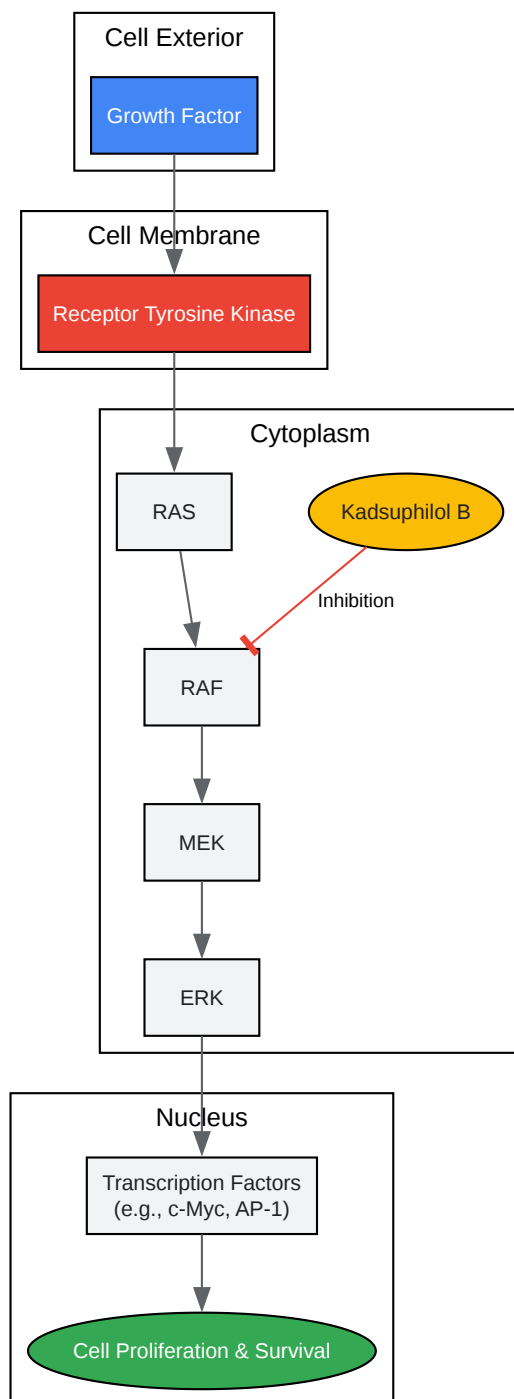 Cell Exterior
Growth Factor
Cell Membrane
Receptor Tyrosine Kinase
Cytoplasm
RAS
Kadsuphilol B
Inhibition
RAF
MEK
ERK
Nucleus
Transcription Factors
(e.g., c-Myc, AP-1)
Cell Proliferation & Survival